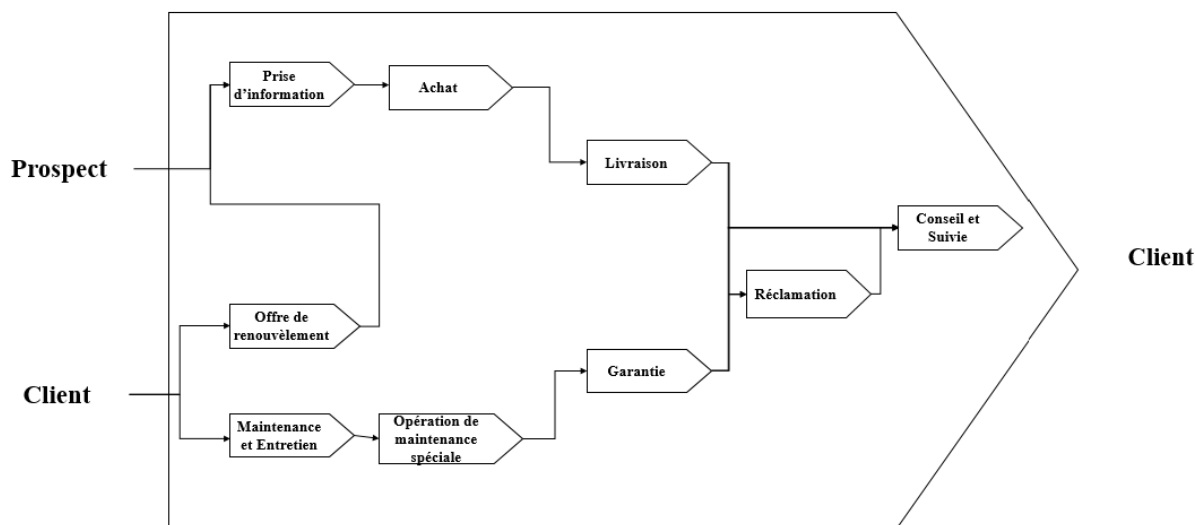 Prise
d’information
Achat
Prospect
Livraison
Conseil et
Suivie
Client
Réclamation
Offre de
renouvèlement
Garantie
Client
Maintenance
et Entretien
Opération de
maintenance
spéciale